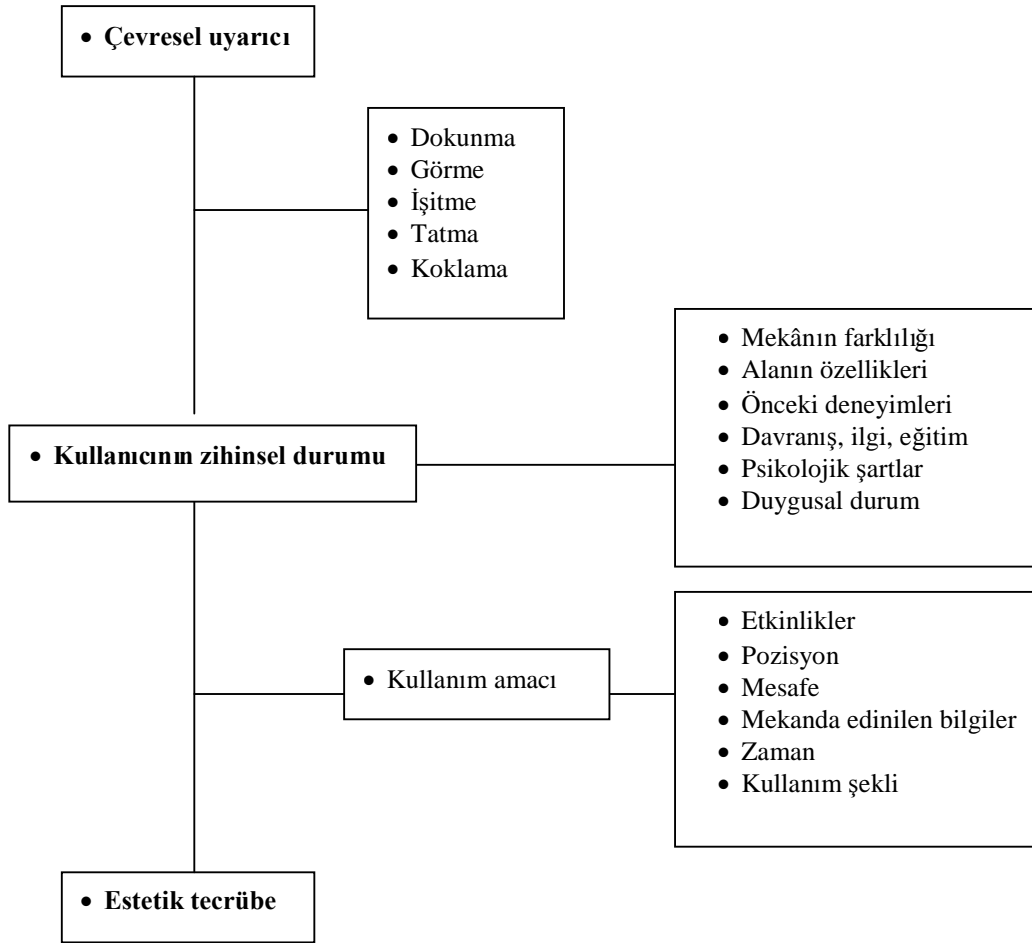 • Çevresel uyarıcı
• Dokunma
• Görme
• İşitme
• Tatma
• Koklama
• Mekânın farklılığı
• Alanın özellikleri
• Önceki deneyimleri
• Davranış, ilgi, eğitim
• Psikolojik şartlar
• Duygusal durum
• Kullanıcının zihinsel durumu
• Etkinlikler
• Pozisyon
• Mesafe
• Mekanda edinilen bilgiler
• Zaman
• Kullanım şekli
• Kullanım amacı
• Estetik tecrübe